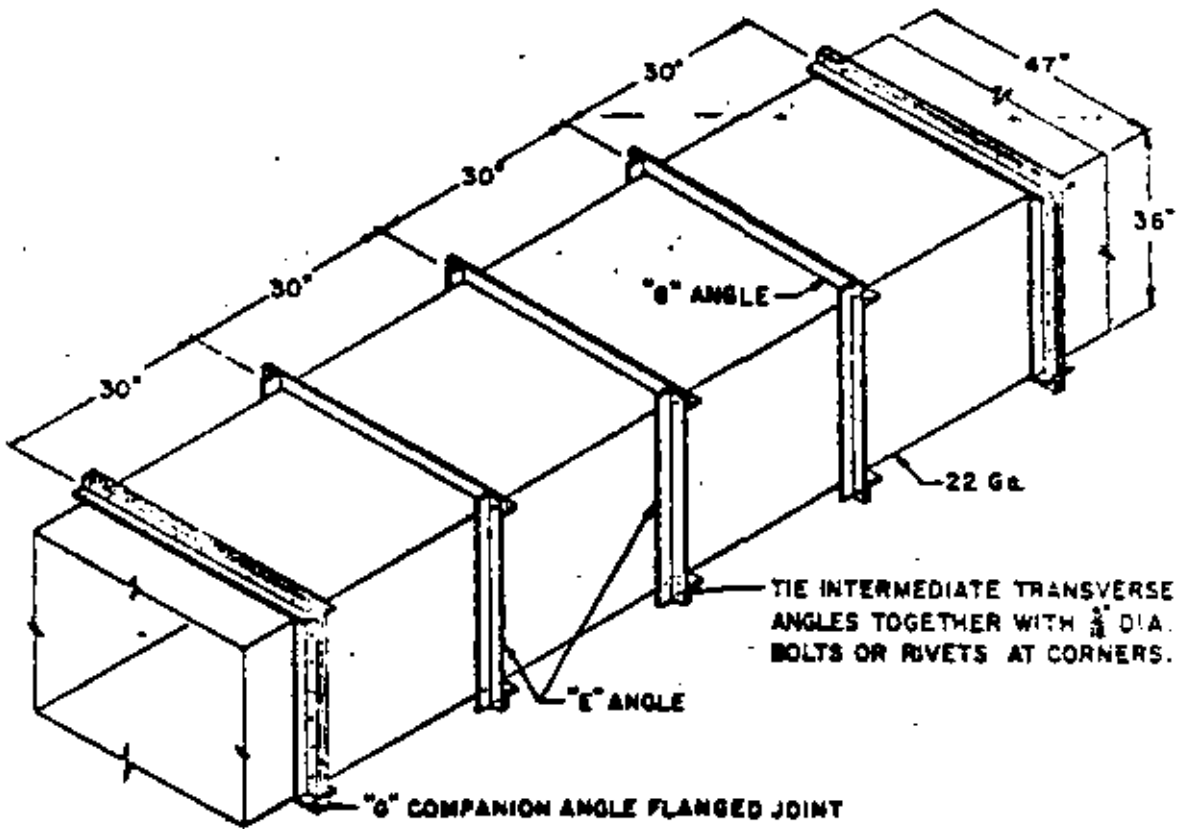 30"
47"
30"
36"
30"
"G" ANGLE
30"
22 Ga.
TIE INTERMEDIATE TRANSVERSE
ANGLES TOGETHER WITH DIA.
BOLTS OR RIVETS AT CORNERS.
"E" ANGLE
"G" COMPANION ANGLE FLANGED JOINT